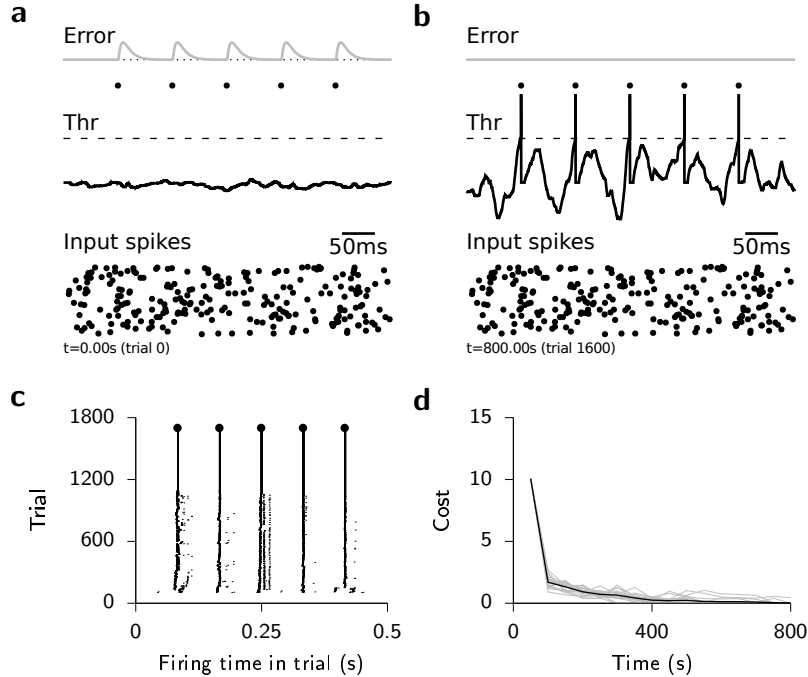 a
Error
Thr
Input spikes
50ms
t=0.00s (trial 0)
b
Error
Thr
Input spikes
50ms
t=800.00s (trial 1600)
c
1800
1200
600
0
Trial
0
0.25
0.5
Firing time in trial (s)
d
15
10
5
0
Cost
0
400
800
Time (s)